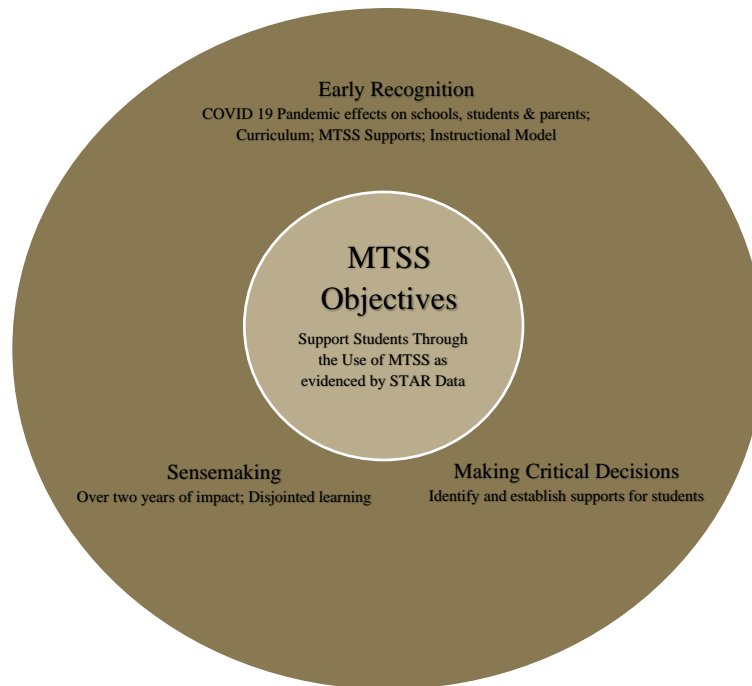 Early Recognition
COVID 19 Pandemic effects on schools, students & parents;
Curriculum; MTSS Supports; Instructional Model
MTSS
Objectives
Support Students Through
the Use of MTSS as
evidenced by STAR Data
Sensemaking
Over two years of impact; Disjointed learning
Making Critical Decisions
Identify and establish supports for students